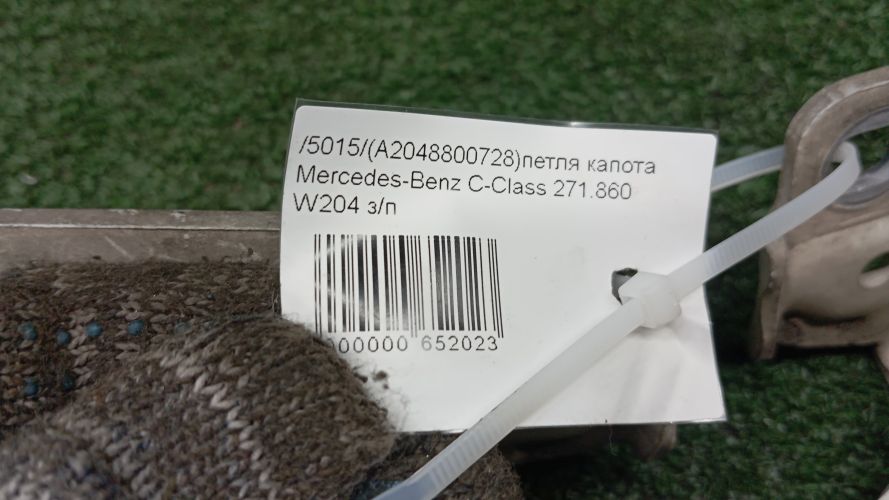 /5015/(A2048800728)петля капота
Mercedes-Benz C-Class 271.860
W204 з/п
000000 652023